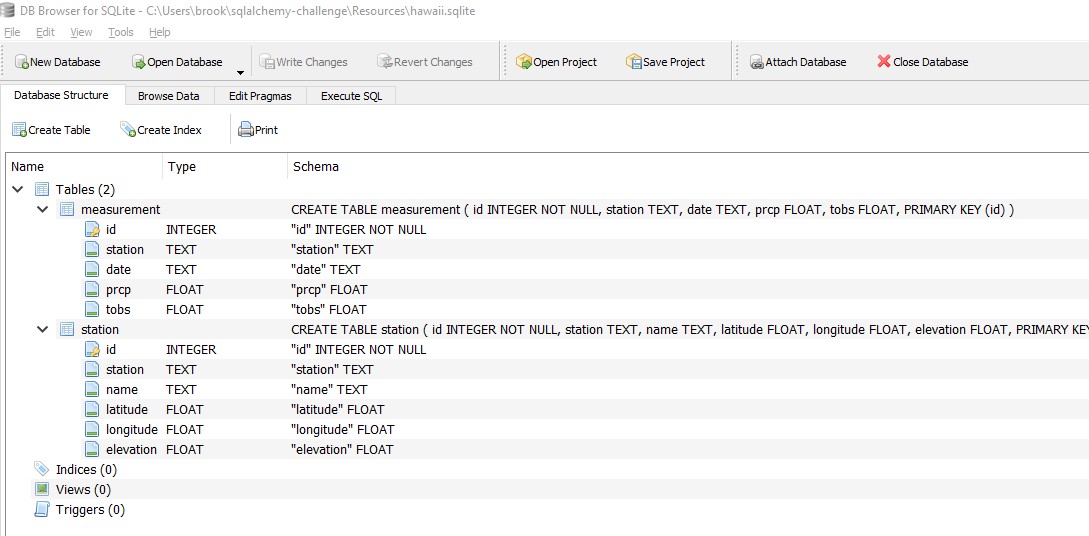 DB Browser for SQLite - C:\Users\brook\sqlalchemy-challenge\Resources\hawaii.sqlite
File Edit View Tools Help
New Database Open Database Write Changes Revert Changes Open Project Save Project Attach Database Close Database
Database Structure Browse Data Edit Pragmas Execute SQL
Create Table Create Index Print
Name Type Schema
Tables (2)
measurement CREATE TABLE measurement ( id INTEGER NOT NULL, station TEXT, date TEXT, prcp FLOAT, tobs FLOAT, PRIMARY KEY (id) )
id INTEGER "id" INTEGER NOT NULL
station TEXT "station" TEXT
date TEXT "date" TEXT
prcp FLOAT "prcp" FLOAT
tobs FLOAT "tobs" FLOAT
station CREATE TABLE station ( id INTEGER NOT NULL, station TEXT, name TEXT, latitude FLOAT, longitude FLOAT, elevation FLOAT, PRIMARY KEY
id INTEGER "id" INTEGER NOT NULL
station TEXT "station" TEXT
name TEXT "name" TEXT
latitude FLOAT "latitude" FLOAT
longitude FLOAT "longitude" FLOAT
elevation FLOAT "elevation" FLOAT
Indices (0)
Views (0)
Triggers (0)